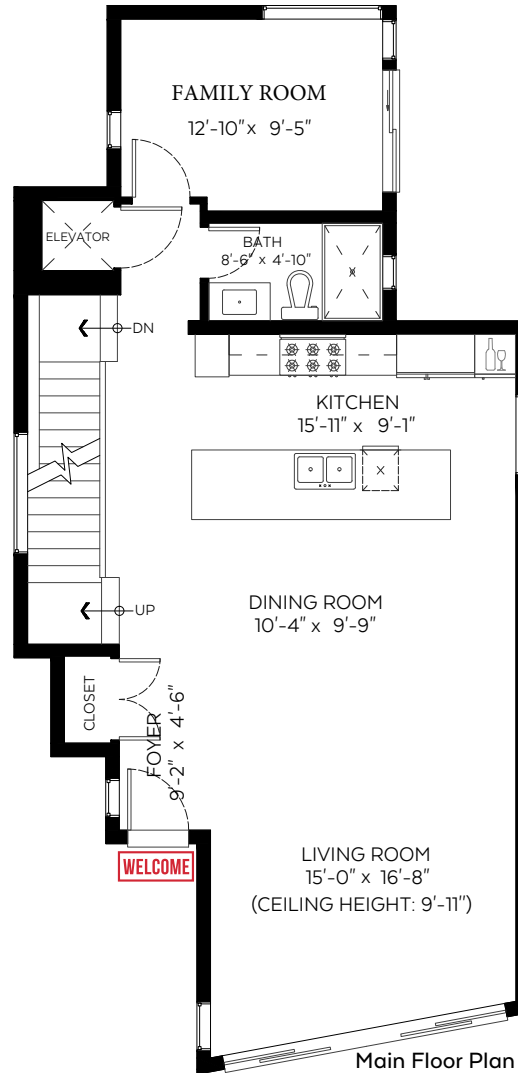 FAMILY ROOM
12'-10" x 9'-5"
ELEVATOR
BATH
8'-6" x 4'-10"
DN
KITCHEN
15'-11" x 9'-1"
UP
DINING ROOM
10'-4" x 9'-9"
CLOSET
FOYER
9'-2" x 4'-6"
WELCOME
LIVING ROOM
15'-0" x 16'-8"
(CEILING HEIGHT: 9'-11")
Main Floor Plan